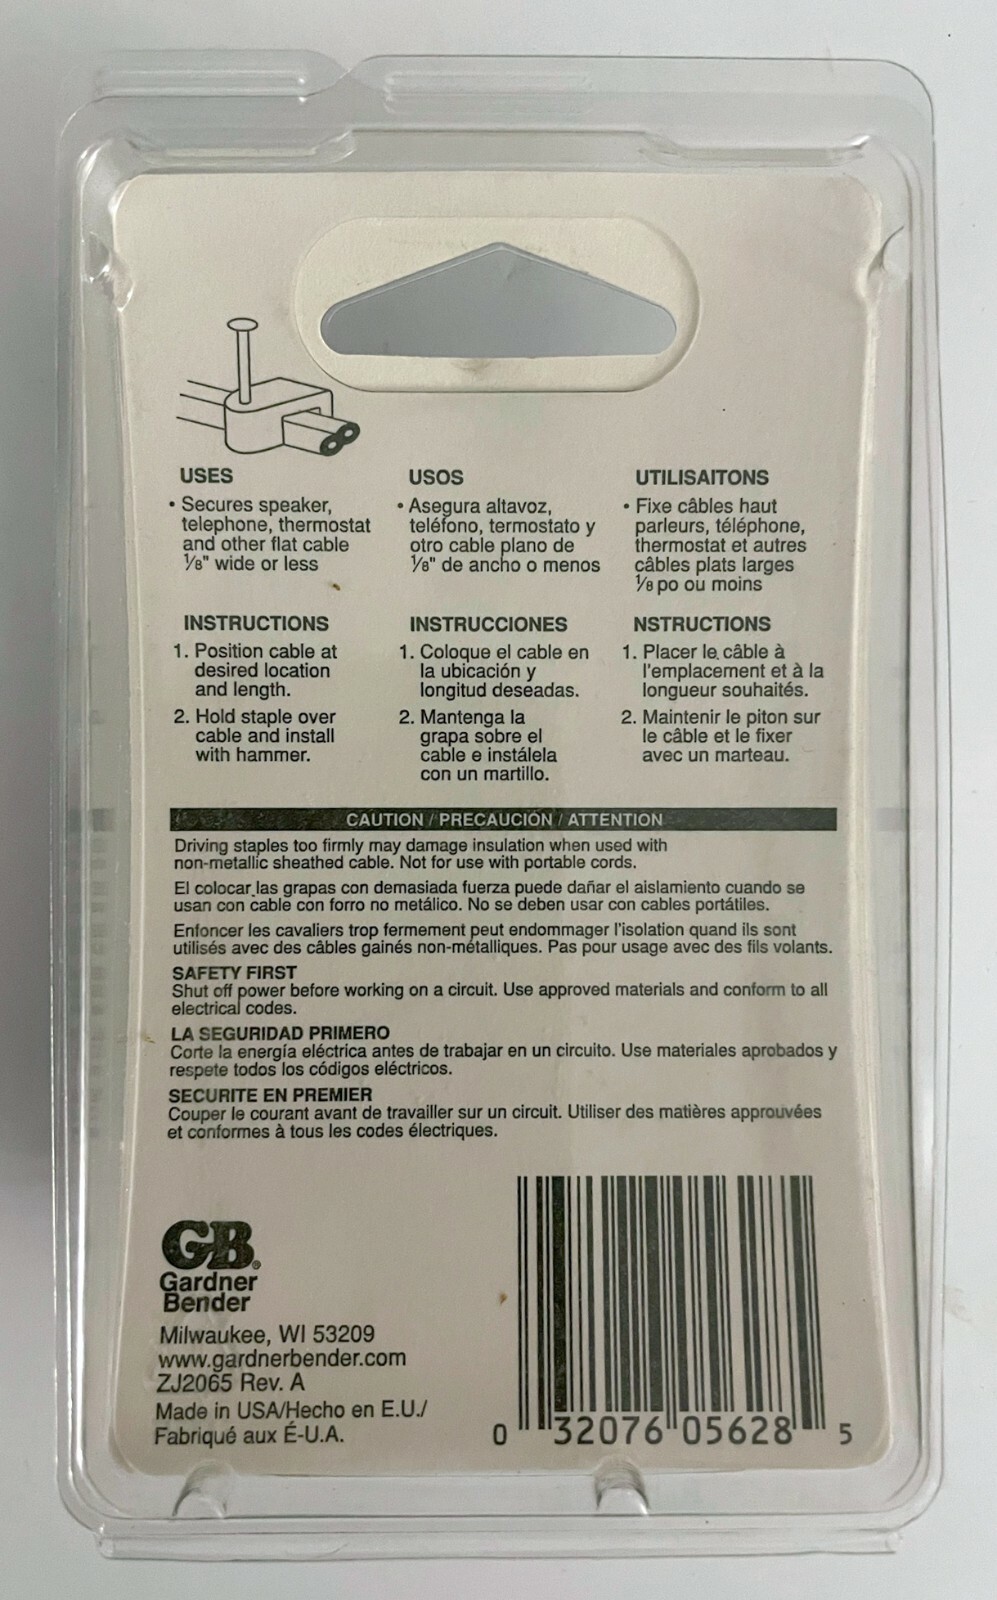 USES
• Secures speaker,
telephone, thermostat
and other flat cable
⅛" wide or less
INSTRUCTIONS
1. Position cable at
desired location
and length.
2. Hold staple over
cable and install
with hammer.
USOS
• Asegura altavoz,
teléfono, termostato y
otro cable plano de
⅛" de ancho o menos
INSTRUCCIONES
1. Coloque el cable en
la ubicación y
longitud deseadas.
2. Mantenga la
grapa sobre el
cable e instálela
con un martillo.
UTILISAITONS
• Fixe câbles haut
parleurs, téléphone,
thermostat et autres
câbles plats larges
⅛ po ou moins
NSTRUCTIONS
1. Placer le câble à
l'emplacement et à la
longueur souhaités.
2. Maintenir le piton sur
le câble et le fixer
avec un marteau.
CAUTION / PRECAUCIÓN / ATTENTION
Driving staples too firmly may damage insulation when used with
non-metallic sheathed cable. Not for use with portable cords.
El colocar las grapas con demasiada fuerza puede dañar el aislamiento cuando se
usan con cable con forro no metálico. No se deben usar con cables portátiles.
Enfoncer les cavaliers trop fermement peut endommager l'isolation quand ils sont
utilisés avec des câbles gainés non-métalliques. Pas pour usage avec des fils volants.
SAFETY FIRST
Shut off power before working on a circuit. Use approved materials and conform to all
electrical codes.
LA SEGURIDAD PRIMERO
Corte la energía eléctrica antes de trabajar en un circuito. Use materiales aprobados y
respete todos los códigos eléctricos.
SECURITE EN PREMIER
Couper le courant avant de travailler sur un circuit. Utiliser des matières approuvées
et conformes à tous les codes électriques.
GB®
Gardner
Bender
Milwaukee, WI 53209
www.gardnerbender.com
ZJ2065 Rev. A
Made in USA/Hecho en E.U./
Fabriqué aux É-U.A.
0 32076 05628 5